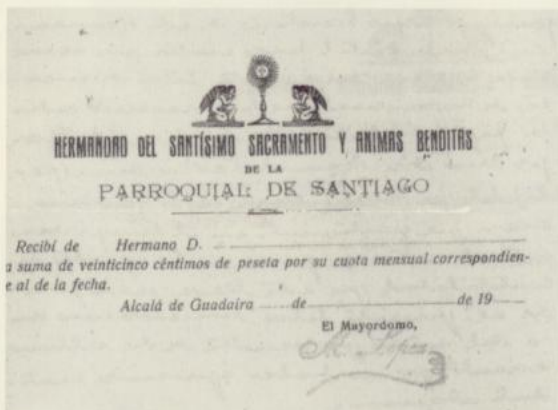 HERMANDAD DEL SANTÍSIMO SACRAMENTO Y ANIMAS BENDITAS
DE LA
PARROQUIAL DE SANTIAGO
Recibí de Hermano D.
a suma de veinticinco céntimos de peseta por su cuota mensual correspondien-
e al de la fecha.
Alcalá de Guadaira de de 19
El Mayordomo,
M. Lopez